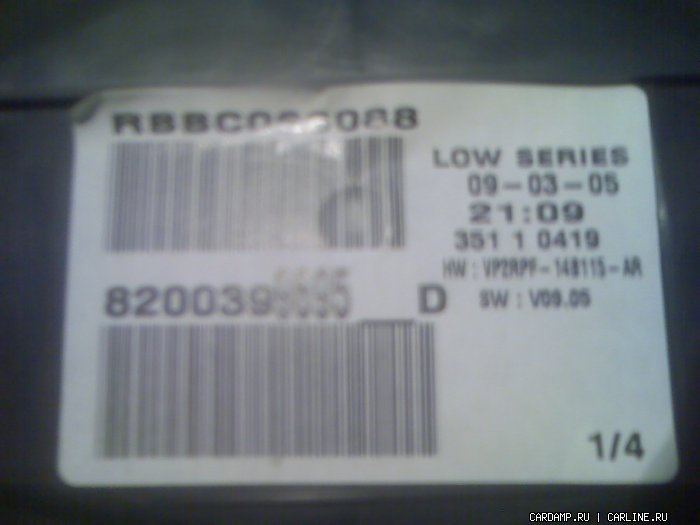 LOW SERIES
09-03-05
21:09
351 1 0419
HW : VP2RPF-14B115-AR
D
SW : V09.05
1/4
CARDAMP.RU | CARLINE.RU